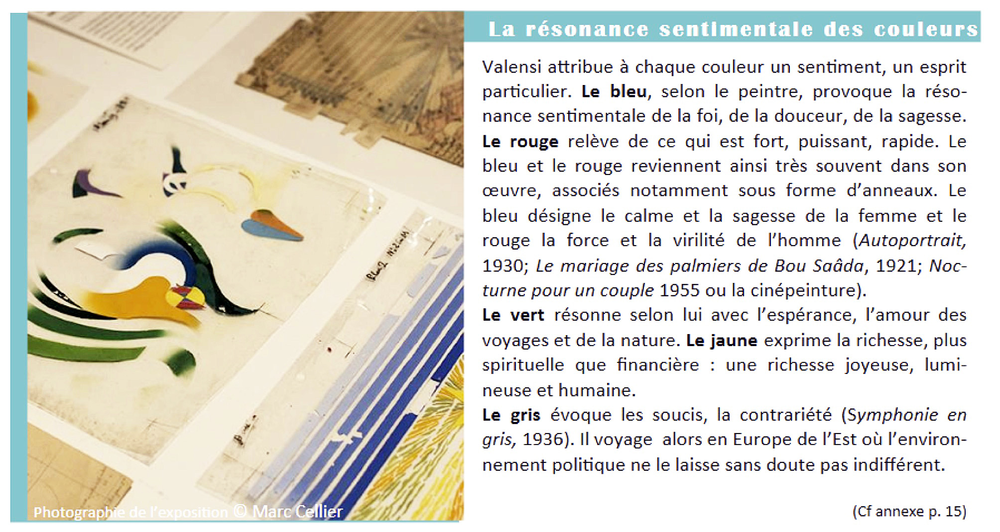 La résonance sentimentale des couleurs
Valensi attribue à chaque couleur un sentiment, un esprit
particulier. Le bleu, selon le peintre, provoque la réso-
nance sentimentale de la foi, de la douceur, de la sagesse.
Le rouge relève de ce qui est fort, puissant, rapide. Le
bleu et le rouge reviennent ainsi très souvent dans son
œuvre, associés notamment sous forme d’anneaux. Le
bleu désigne le calme et la sagesse de la femme et le
rouge la force et la virilité de l’homme (Autoportrait,
1930; Le mariage des palmiers de Bou Saâda, 1921; Noc-
turne pour un couple 1955 ou la cinépeinture).
Le vert résonne selon lui avec l’espérance, l’amour des
voyages et de la nature. Le jaune exprime la richesse, plus
spirituelle que financière : une richesse joyeuse, lumi-
neuse et humaine.
Le gris évoque les soucis, la contrariété (Symphonie en
gris, 1936). Il voyage alors en Europe de l’Est où l’environ-
nement politique ne le laisse sans doute pas indifférent.
(Cf annexe p. 15)
Photographie de l’exposition © Marc Cellier